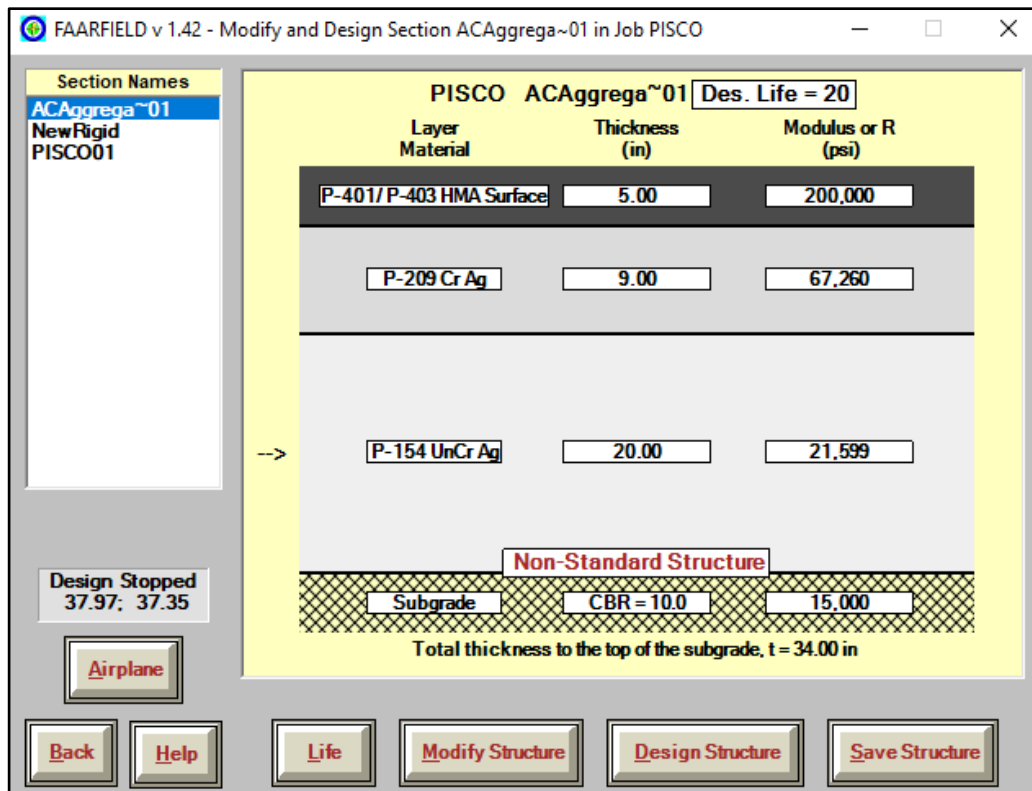 FAARFIELD v 1.42 - Modify and Design Section ACAggrega~01 in Job PISCO
Section Names
ACAggrega~01
NewRigid
PISCO01
PISCO ACAggrega~01 Des. Life = 20
Layer Material Thickness (in) Modulus or R (psi)
P-401/ P-403 HMA Surface 5.00 200,000
P-209 Cr Ag 9.00 67,260
--> P-154 UnCr Ag 20.00 21,599
Non-Standard Structure
Subgrade CBR = 10.0 15,000
Total thickness to the top of the subgrade, t = 34.00 in
Design Stopped
37.97; 37.35
Airplane
Back Help Life Modify Structure Design Structure Save Structure